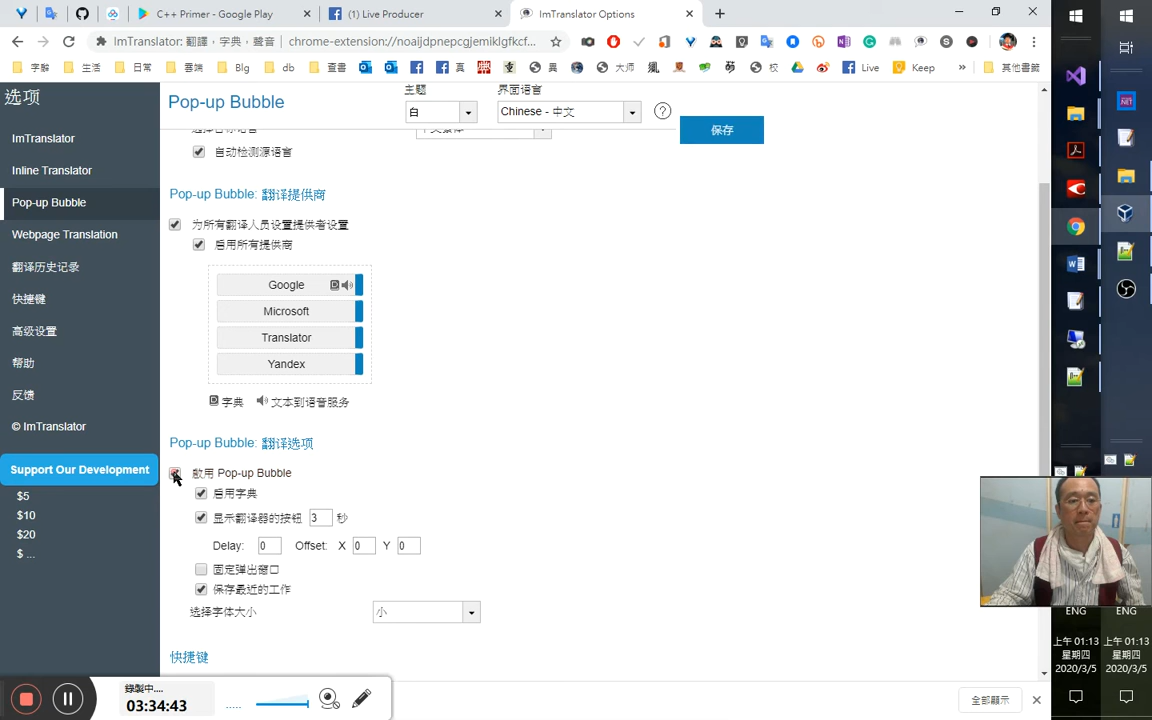 C++ Primer - Google Play
(1) Live Producer
ImTranslator Options
ImTranslator: 翻譯，字典，聲音
chrome-extension://noaijdpnepcgjemiklgfkcf...
字辭
生活
日常
雲端
Blg
db
查書
真
我
大师
校
Live
Keep
其他書籤
选项
Pop-up Bubble
主題
白
界面语言
Chinese - 中文
保存
ImTranslator
Inline Translator
Pop-up Bubble
Webpage Translation
翻译历史记录
快捷键
高级设置
帮助
反馈
© ImTranslator
Support Our Development
$5
$10
$20
$ ...
自动检测源语言
Pop-up Bubble: 翻译提供商
为所有翻译人员设置提供者设置
启用所有提供商
Google
Microsoft
Translator
Yandex
字典
文本到语音服务
Pop-up Bubble: 翻译选项
啟用 Pop-up Bubble
启用字典
显示翻译器的按钮 3 秒
Delay: 0 Offset: X 0 Y 0
固定弹出窗口
保存最近的工作
选择字体大小
小
快捷键
錄製中....
03:34:43
全部顯示
ENG
上午 01:13
星期四
2020/3/5
ENG
上午 01:13
星期四
2020/3/5